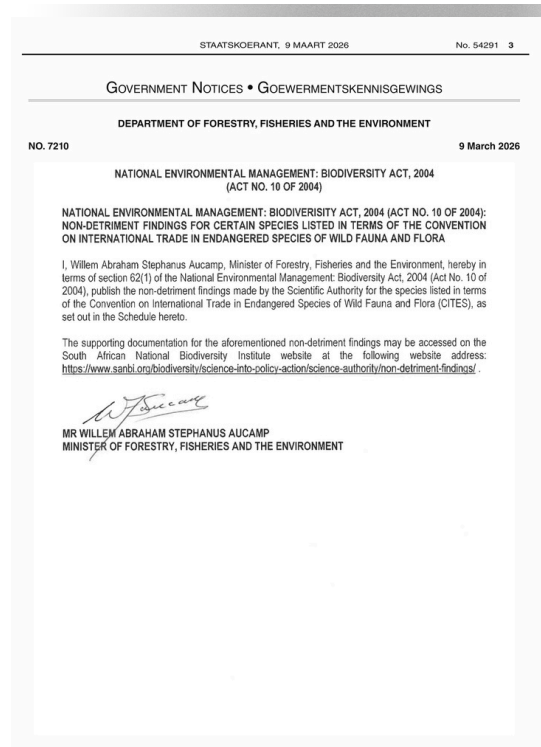 STAATSKOERANT, 9 MAART 2026 No. 54291 3
GOVERNMENT NOTICES • GOEWERMENTSKENNISGEWINGS
DEPARTMENT OF FORESTRY, FISHERIES AND THE ENVIRONMENT
NO. 7210 9 March 2026
NATIONAL ENVIRONMENTAL MANAGEMENT: BIODIVERSITY ACT, 2004
(ACT NO. 10 OF 2004)
NATIONAL ENVIRONMENTAL MANAGEMENT: BIODIVERISITY ACT, 2004 (ACT NO. 10 OF 2004):
NON-DETRIMENT FINDINGS FOR CERTAIN SPECIES LISTED IN TERMS OF THE CONVENTION
ON INTERNATIONAL TRADE IN ENDANGERED SPECIES OF WILD FAUNA AND FLORA
I, Willem Abraham Stephanus Aucamp, Minister of Forestry, Fisheries and the Environment, hereby in
terms of section 62(1) of the National Environmental Management: Biodiversity Act, 2004 (Act No. 10 of
2004), publish the non-detriment findings made by the Scientific Authority for the species listed in terms
of the Convention on International Trade in Endangered Species of Wild Fauna and Flora (CITES), as
set out in the Schedule hereto.
The supporting documentation for the aforementioned non-detriment findings may be accessed on the
South African National Biodiversity Institute website at the following website address:
https://www.sanbi.org/biodiversity/science-into-policy-action/science-authority/non-detriment-findings/ .
MR WILLEM ABRAHAM STEPHANUS AUCAMP
MINISTER OF FORESTRY, FISHERIES AND THE ENVIRONMENT